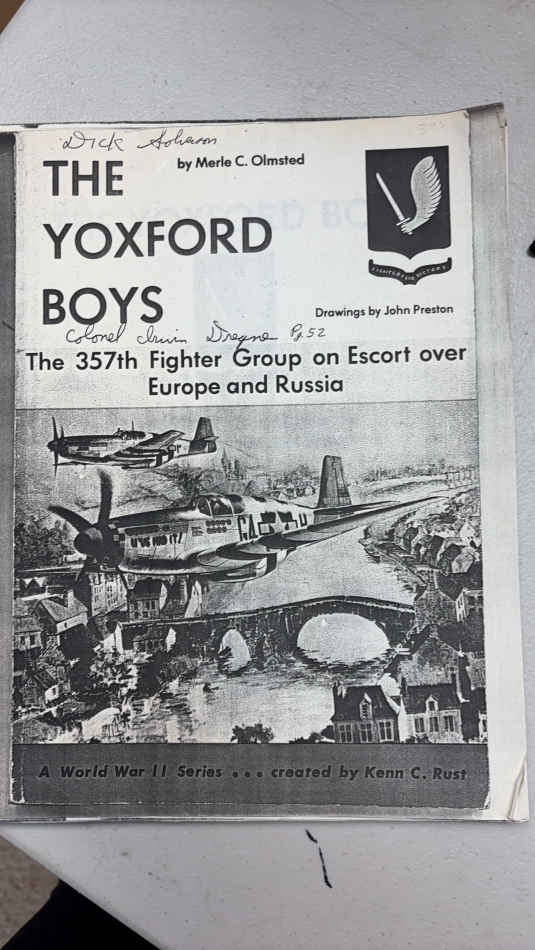 Dick
by Merle C. Olmsted
THE
YOXFORD
BOYS
Drawings by John Preston
Colonel Irvin Dregne Pg. 52
The 357th Fighter Group on Escort over
Europe and Russia
A World War II Series ... created by Kenn C. Rust